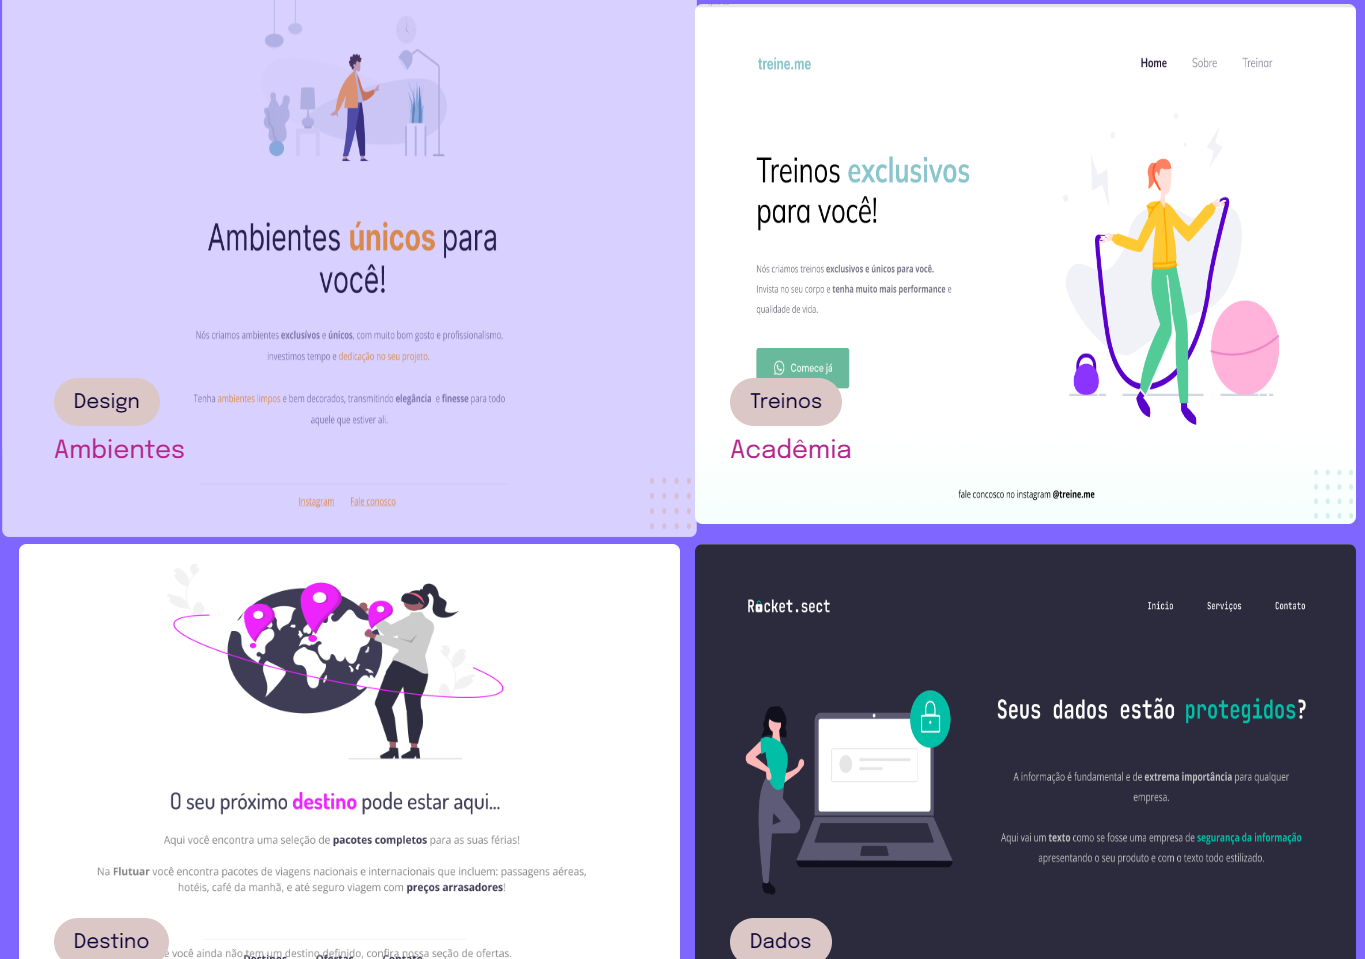 Ambientes únicos para
você!
Nós criamos ambientes exclusívos e únicos, com muito bom gosto e profissionalismo.
investimos tempo e dedicação no seu projeto.
Tenha ambientes limpos e bem decorados, transmitindo elegância e finesse para todo
aquele que estiver ali.
Design
Ambientes
Instagram Fale conosco
treine.me
Home Sobre Treinar
Treinos exclusivos
para você!
Nós criamos treinos exclusivos e únicos para você.
Invista no seu corpo e tenha muito mais performance e
qualidade de vida.
Comece já
Treinos
Acadêmia
fale concosco no instagram @treine.me
O seu próximo destino pode estar aqui...
Aqui você encontra uma seleção de pacotes completos para as suas férias!
Na Flutuar você encontra pacotes de viagens nacionais e internacionais que incluem: passagens aéreas,
hotéis, café da manhã, e até seguro viagem com preços arrasadores!
Destino
você ainda não tem um destino definido, confira nossa seção de ofertas.
Destinos Ofertas Contato
Rocket.sect
Início Serviços Contato
Seus dados estão protegidos?
A informação é fundamental e de extrema importância para qualquer
empresa.
Aqui vai um texto como se fosse uma empresa de segurança da informação
apresentando o seu produto e com o texto todo estilizado.
Dados